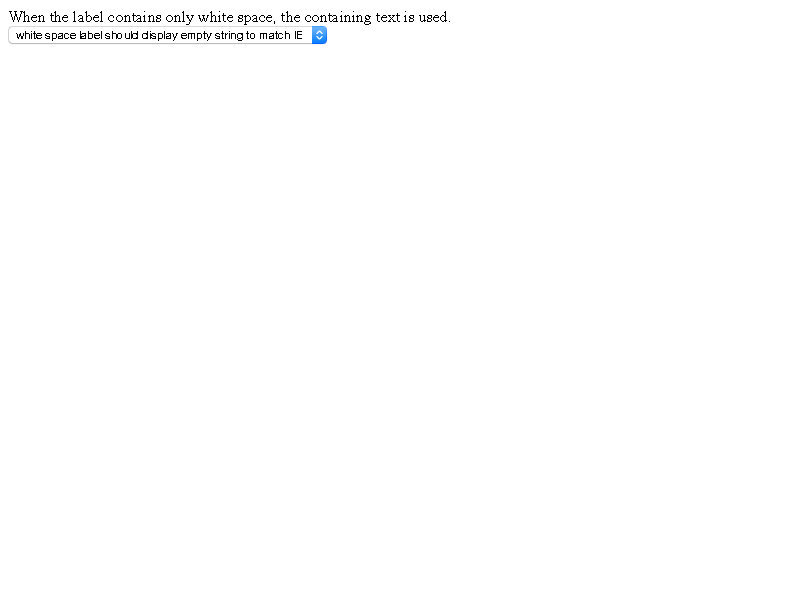 When the label contains only white space, the containing text is used.
white space label should display empty string to match IE